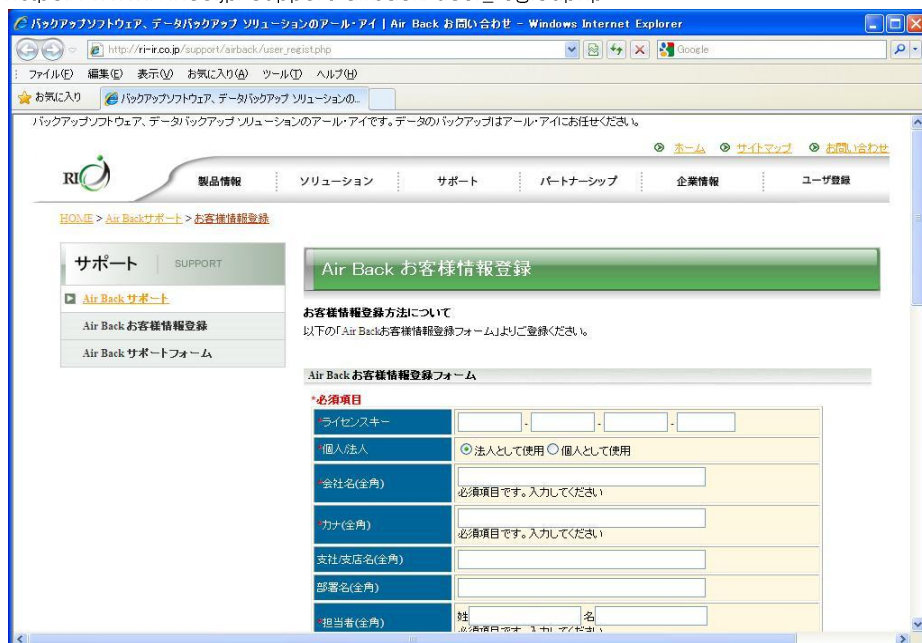 バックアップソフトウェア、データバックアップ ソリューションのアール・アイ | Air Back お問い合わせ - Windows Internet Explorer
http://ri-ir.co.jp/support/airback/user_regist.php
Google
ファイル(F) 編集(E) 表示(V) お気に入り(A) ツール(T) ヘルプ(H)
お気に入り
バックアップソフトウェア、データバックアップ ソリューションの...
バックアップソフトウェア、データバックアップ ソリューションのアール・アイです。データのバックアップはアール・アイにお任せください。
ホーム サイトマップ お問い合わせ
RI
製品情報 ソリューション サポート パートナーシップ 企業情報 ユーザ登録
HOME > Air Backサポート > お客様情報登録
サポート SUPPORT
Air Back サポート
Air Back お客様情報登録
Air Back サポートフォーム
Air Back お客様情報登録
お客様情報登録方法について
以下の「Air Backお客様情報登録フォーム」よりご登録ください。
Air Back お客様情報登録フォーム
*必須項目
*ライセンスキー - - -
*個人/法人 法人として使用 個人として使用
*会社名(全角)
必須項目です。入力してください
*カナ(全角)
必須項目です。入力してください
支社/支店名(全角)
部署名(全角)
*担当者(全角) 姓 名
必須項目です。入力してください